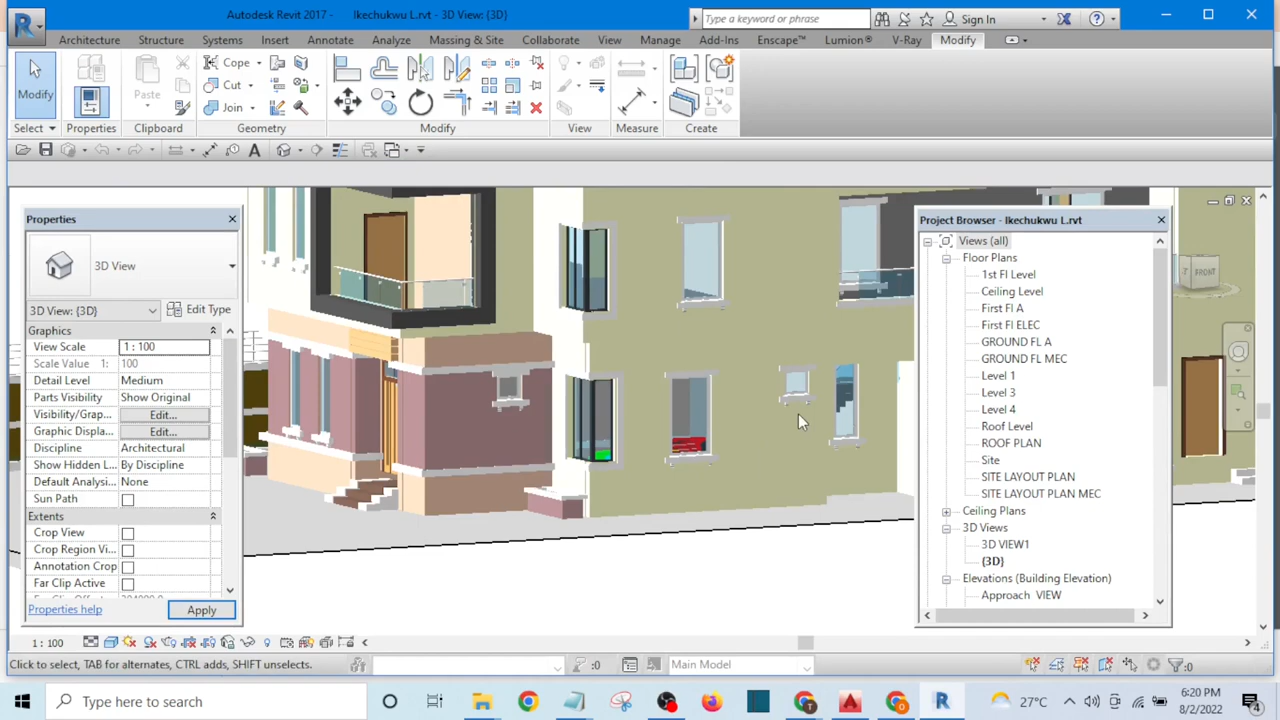 Autodesk Revit 2017 - Ikechukwu L.rvt - 3D View: {3D}
Type a keyword or phrase
Sign In
Architecture Structure Systems Insert Annotate Analyze Massing & Site Collaborate View Manage Add-Ins Enscape™ Lumion® V-Ray Modify
Modify
Paste
Cope
Cut
Join
Select Properties Clipboard Geometry Modify View Measure Create
Properties
3D View
3D View: {3D} Edit Type
Graphics
View Scale 1 : 100
Scale Value 1: 100
Detail Level Medium
Parts Visibility Show Original
Visibility/Grap... Edit...
Graphic Displa... Edit...
Discipline Architectural
Show Hidden L... By Discipline
Default Analysi... None
Sun Path
Extents
Crop View
Crop Region Vi...
Annotation Crop
Far Clip Active
Properties help Apply
FRONT
Project Browser - Ikechukwu L.rvt
Views (all)
Floor Plans
1st Fl Level
Ceiling Level
First Fl A
First Fl ELEC
GROUND FL A
GROUND FL MEC
Level 1
Level 3
Level 4
Roof Level
ROOF PLAN
Site
SITE LAYOUT PLAN
SITE LAYOUT PLAN MEC
Ceiling Plans
3D Views
3D VIEW1
{3D}
Elevations (Building Elevation)
Approach VIEW
1 : 100
Click to select, TAB for alternates, CTRL adds, SHIFT unselects.
:0
Main Model
:0
Type here to search
27°C
6:20 PM
8/2/2022
4